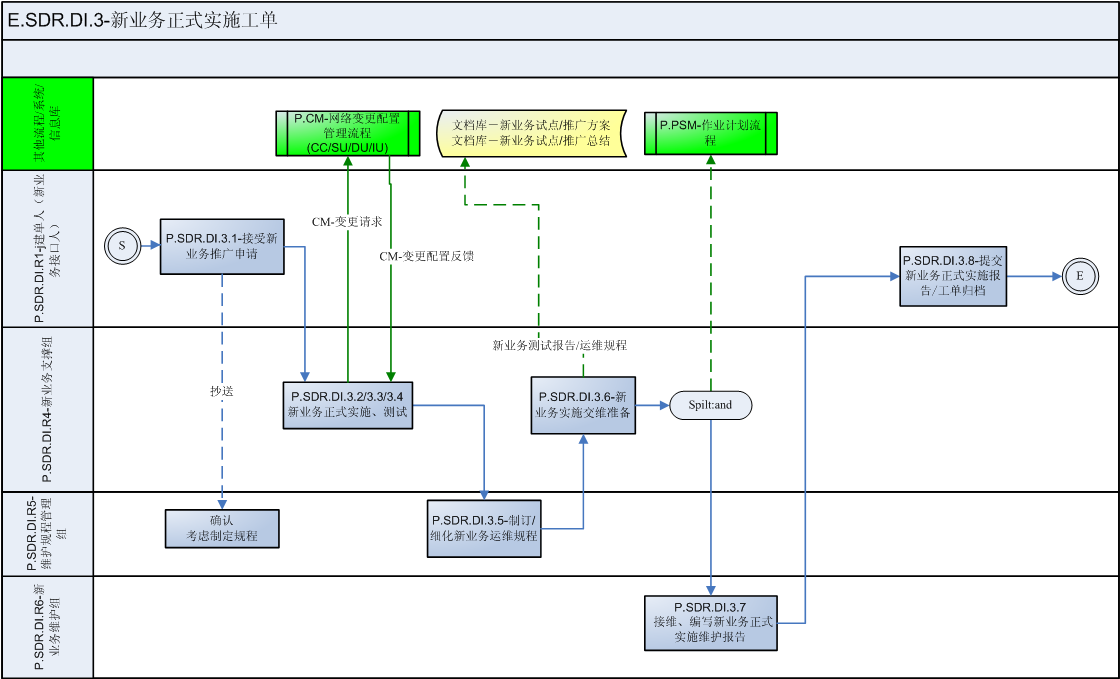 E.SDR.DI.3-新业务正式实施工单
其他流程/系统/
信息库
P.CM-网络变更配置
管理流程
(CC/SU/DU/IU)
文档库－新业务试点/推广方案
文档库－新业务试点/推广总结
P.PSM-作业计划流
程
P.SDR.DI.R1-j建单人（新业
务接口人）
S
P.SDR.DI.3.1-接受新
业务推广申请
CM-变更请求
CM-变更配置反馈
P.SDR.DI.3.8-提交
新业务正式实施报
告/工单归档
E
P.SDR.DI.R4-新业务支撑组
新业务测试报告/运维规程
抄送
P.SDR.DI.3.2/3.3/3.4
新业务正式实施、测试
P.SDR.DI.3.6-新
业务实施交维准备
Spilt:and
P.SDR.DI.R5-
维护规程管理
组
确认
考虑制定规程
P.SDR.DI.3.5-制订/
细化新业务运维规程
P.SDR.DI.R6-新
业务维护组
P.SDR.DI.3.7
接维、编写新业务正式
实施维护报告